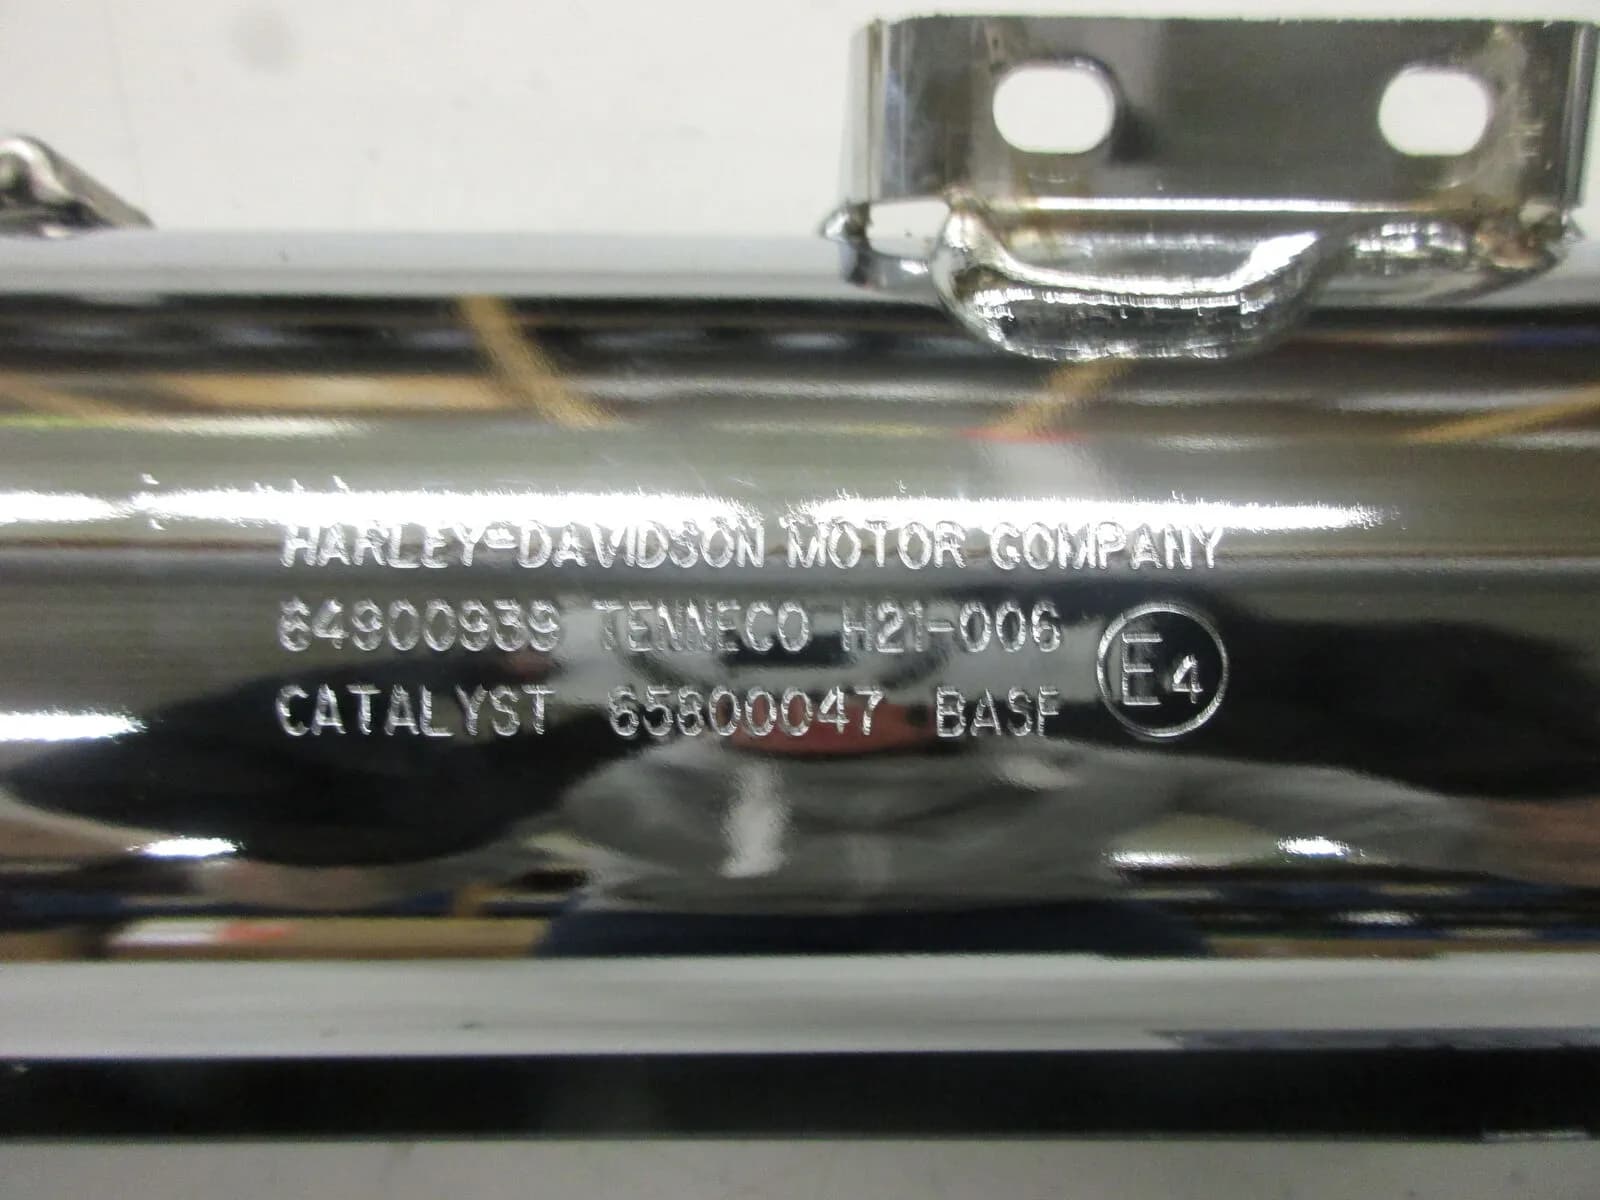 HARLEY-DAVIDSON MOTOR COMPANY
64900939 TENNECO H21-006
CATALYST 65800047 BASF
E4